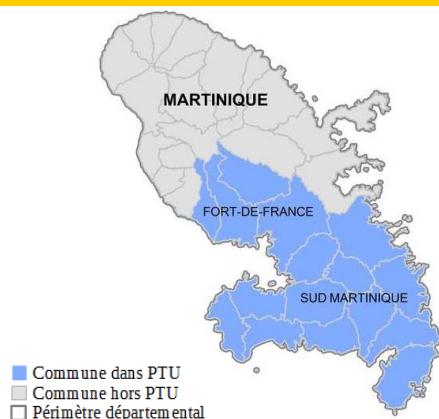 MARTINIQUE
FORT-DE-FRANCE
SUD MARTINIQUE
Commune dans PTU
Commune hors PTU
Périmètre départemental